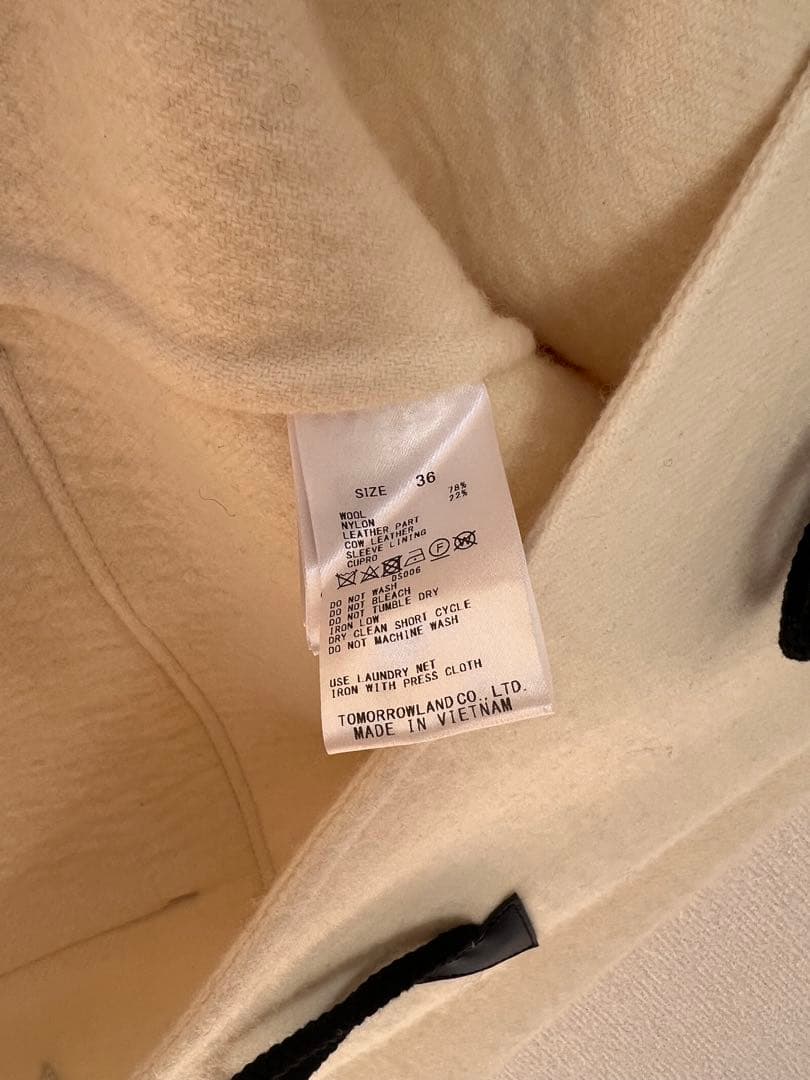 SIZE 36
WOOL 78%
NYLON 22%
LEATHER PART
COW LEATHER
SLEEVE LINING
CUPRO
F W
DS006
DO NOT WASH
DO NOT BLEACH
DO NOT TUMBLE DRY
IRON LOW
DRY CLEAN SHORT CYCLE
DO NOT MACHINE WASH
USE LAUNDRY NET
IRON WITH PRESS CLOTH
TOMORROWLAND CO., LTD.
MADE IN VIETNAM